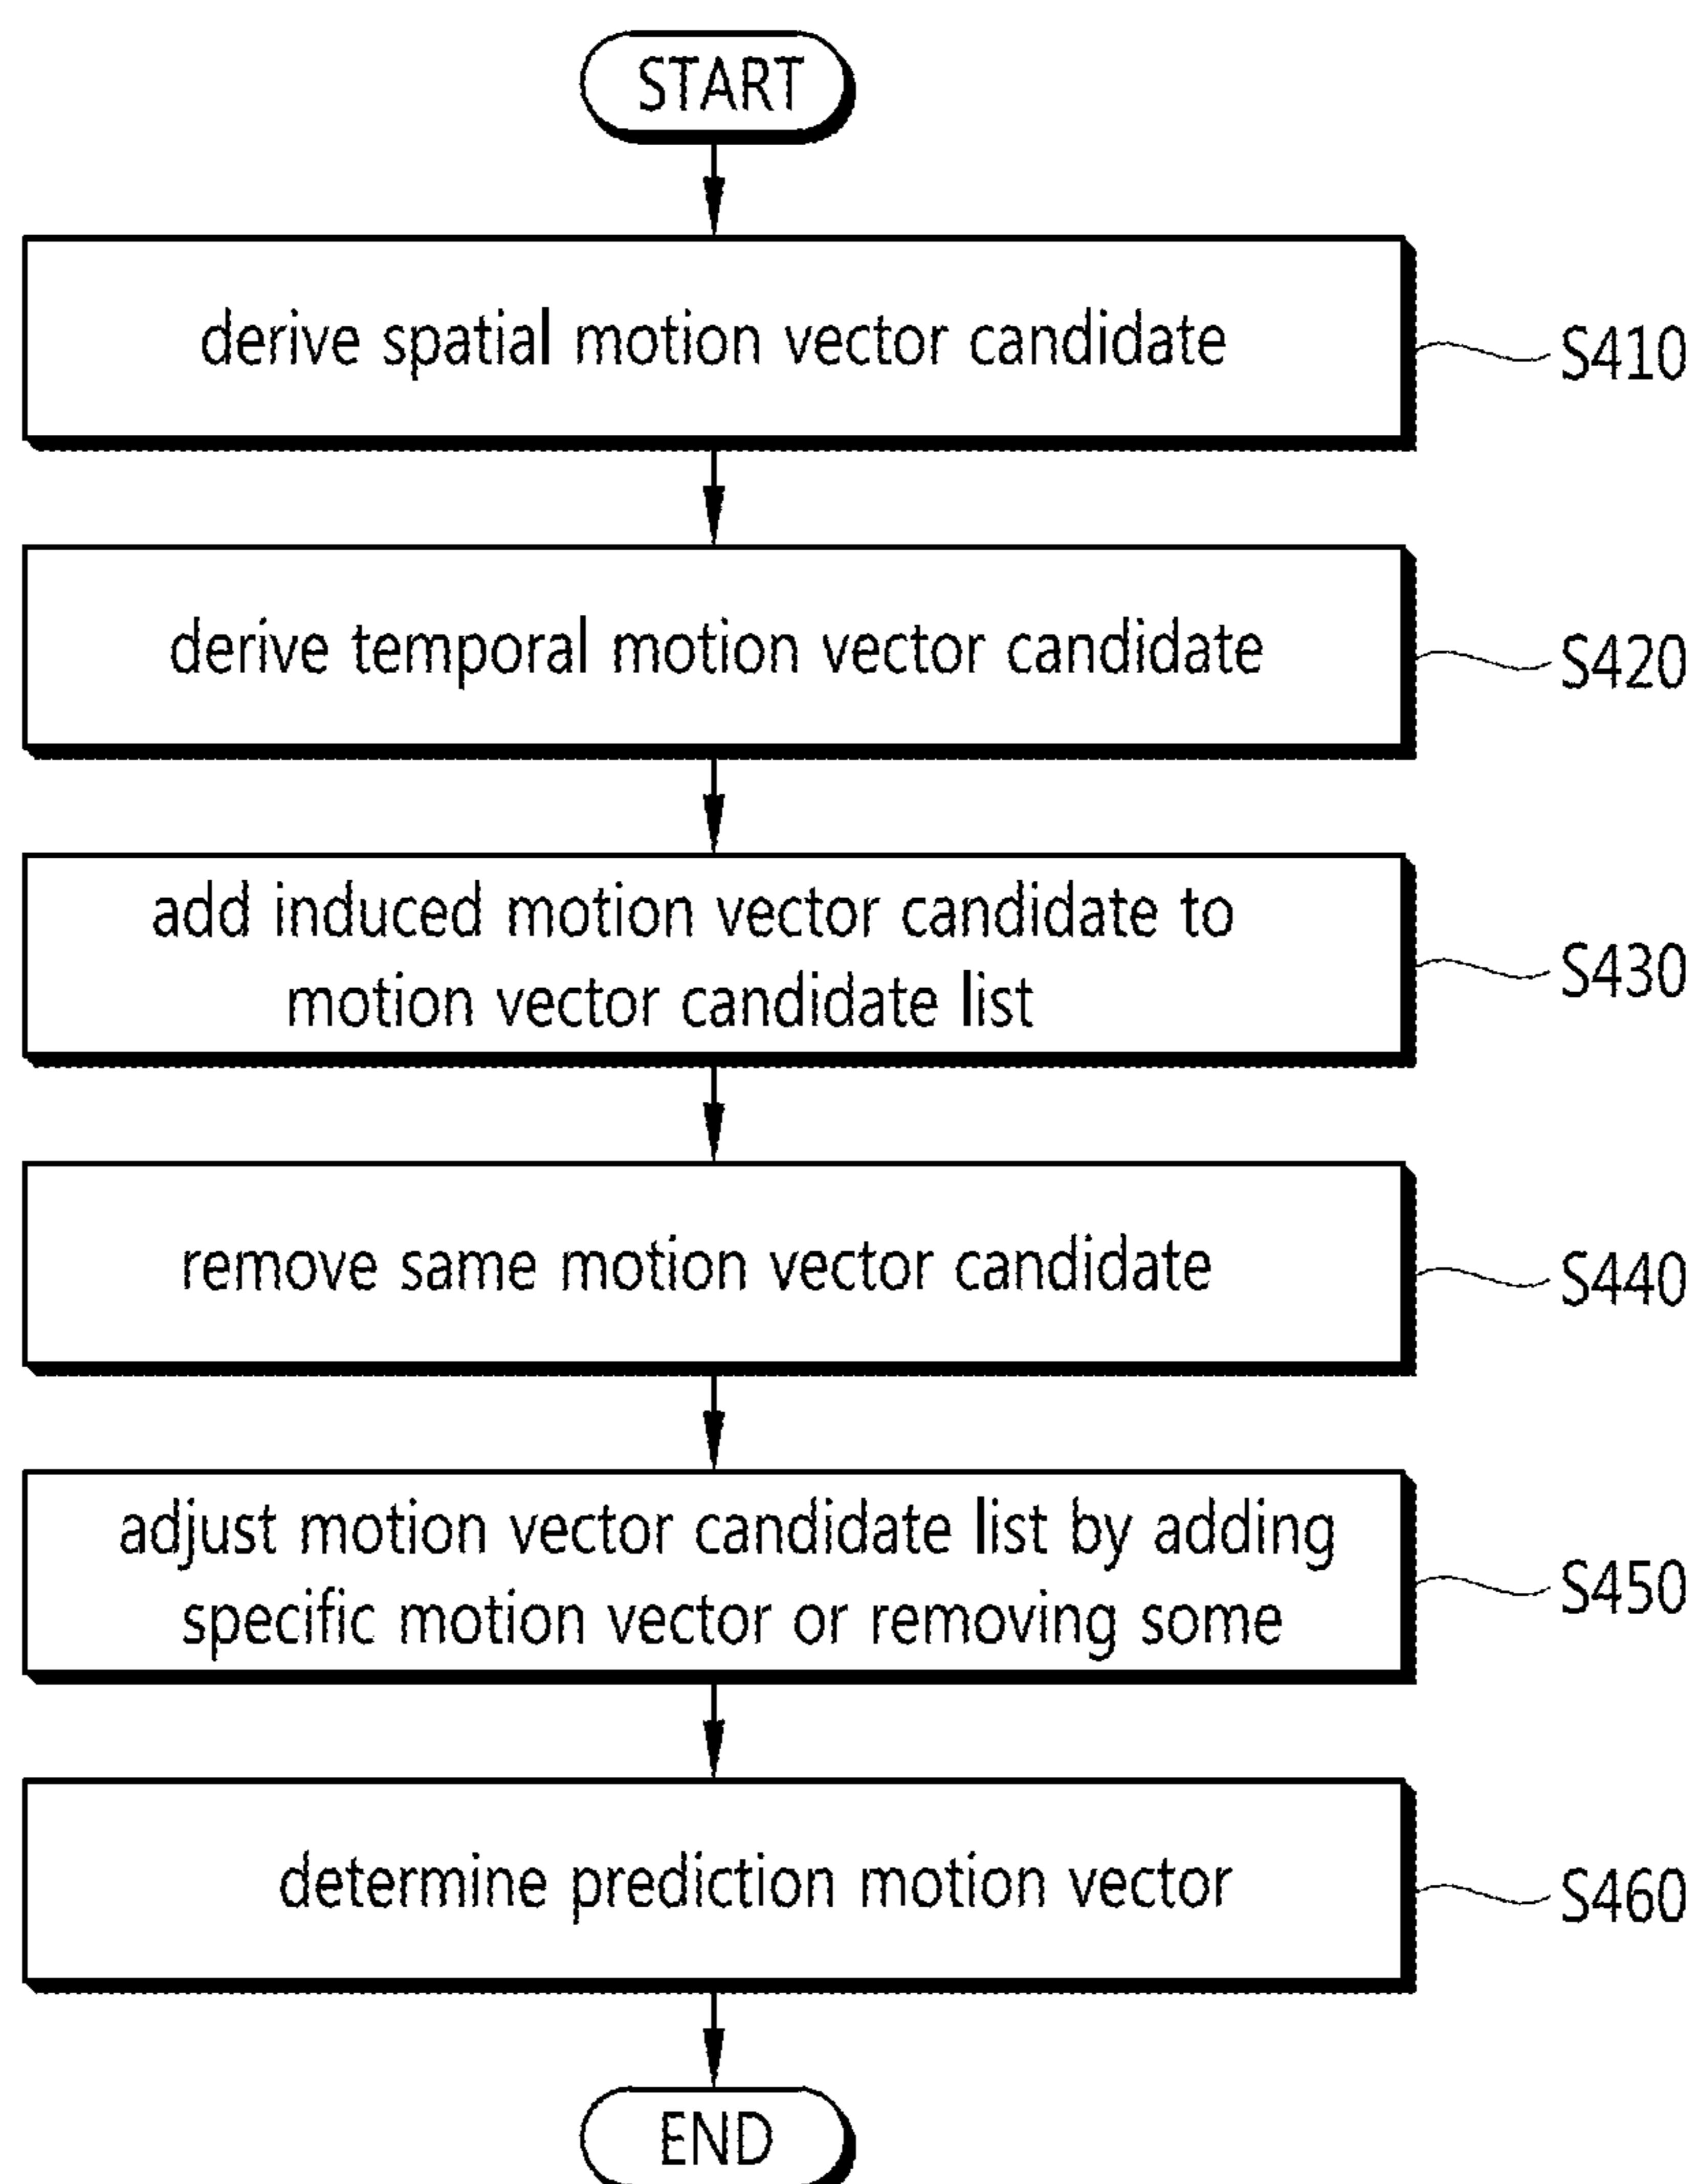 START
derive spatial motion vector candidate
S410
derive temporal motion vector candidate
S420
add induced motion vector candidate to
motion vector candidate list
S430
remove same motion vector candidate
S440
adjust motion vector candidate list by adding
specific motion vector or removing some
S450
determine prediction motion vector
S460
END